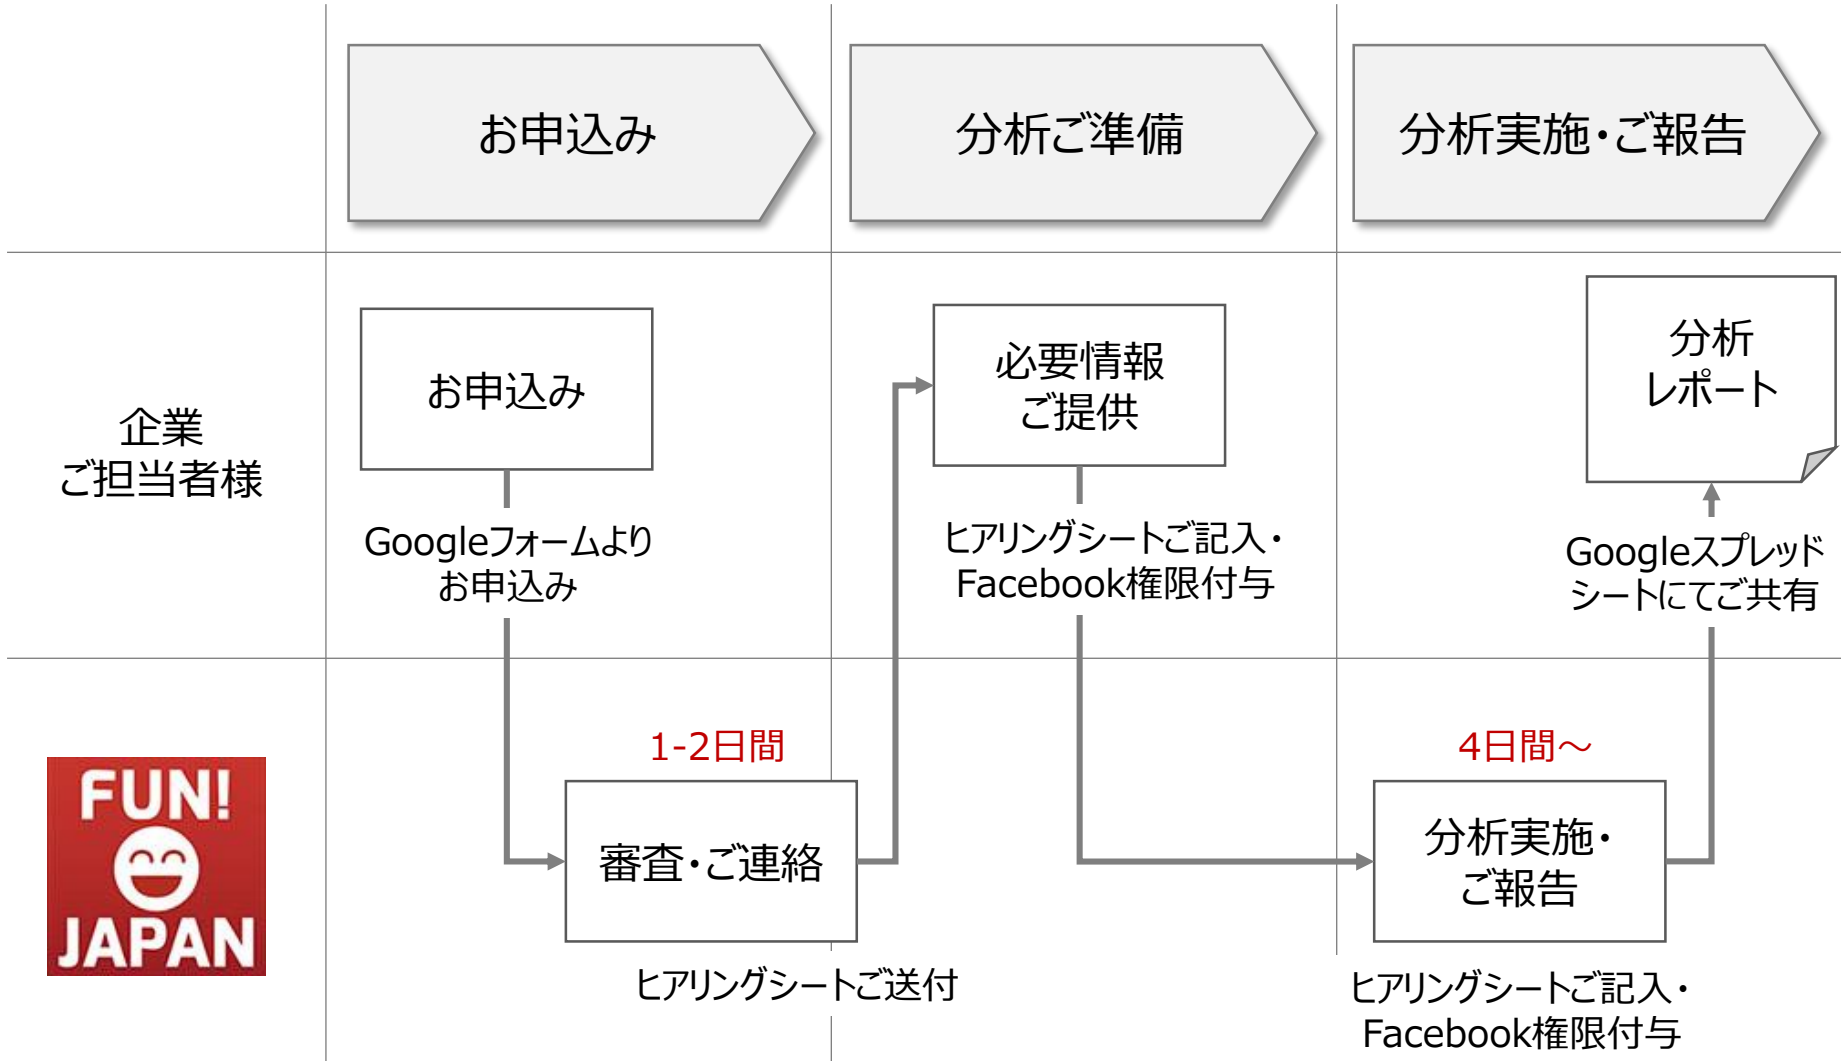 お申込み
分析ご準備
分析実施・ご報告
企業
ご担当者様
お申込み
Googleフォームより
お申込み
必要情報
ご提供
ヒアリングシートご記入・
Facebook権限付与
分析
レポート
Googleスプレッド
シートにてご共有
FUN!
JAPAN
1-2日間
審査・ご連絡
ヒアリングシートご送付
4日間～
分析実施・
ご報告
ヒアリングシートご記入・
Facebook権限付与